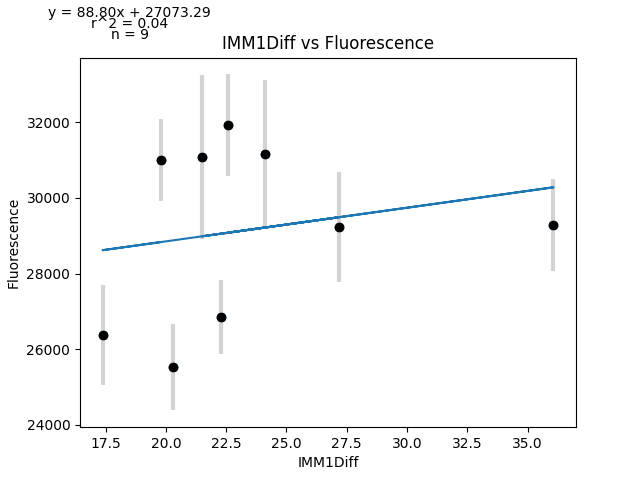 y = 88.80x + 27073.29
r^2 = 0.04
n = 9
IMM1Diff vs Fluorescence
Fluorescence
32000
30000
28000
26000
24000
17.5 20.0 22.5 25.0 27.5 30.0 32.5 35.0
IMM1Diff